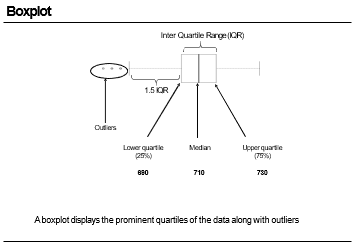 Boxplot
Inter Quartile Range (IQR)
1.5 IQR
Outliers
Lower quartile
(25%)
Median
Upper quartile
(75%)
690
710
730
A boxplot displays the prominent quartiles of the data along with outliers